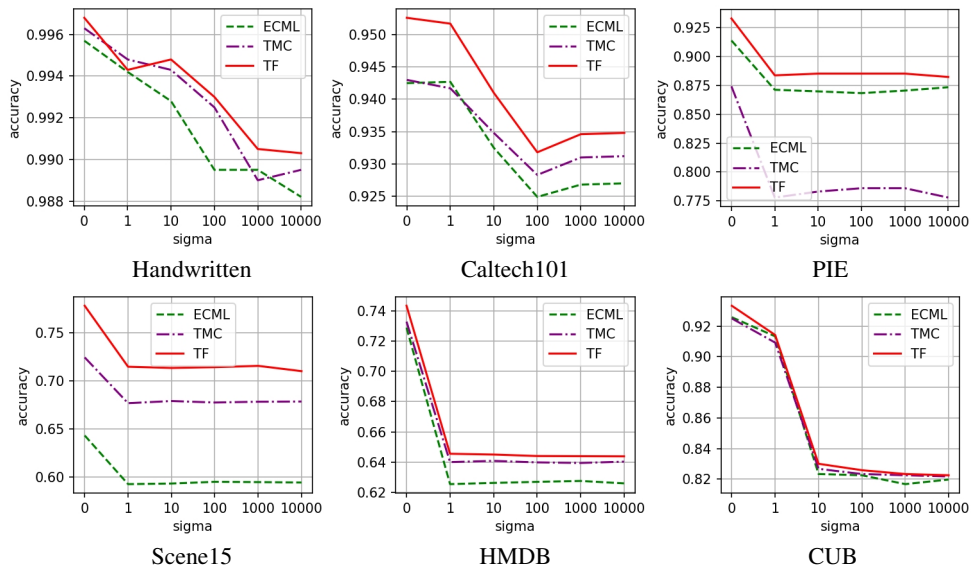 ECML
TMC
TF
0.996
0.994
0.992
0.990
0.988
accuracy
0 1 10 100 1000 10000
sigma
Handwritten
ECML
TMC
TF
0.950
0.945
0.940
0.935
0.930
0.925
accuracy
0 1 10 100 1000 10000
sigma
Caltech101
0.925
0.900
0.875
0.850
0.825
0.800
0.775
accuracy
ECML
TMC
TF
0 1 10 100 1000 10000
sigma
PIE
ECML
TMC
TF
0.75
0.70
0.65
0.60
accuracy
0 1 10 100 1000 10000
sigma
Scene15
ECML
TMC
TF
0.74
0.72
0.70
0.68
0.66
0.64
0.62
accuracy
0 1 10 100 1000 10000
sigma
HMDB
ECML
TMC
TF
0.92
0.90
0.88
0.86
0.84
0.82
accuracy
0 1 10 100 1000 10000
sigma
CUB